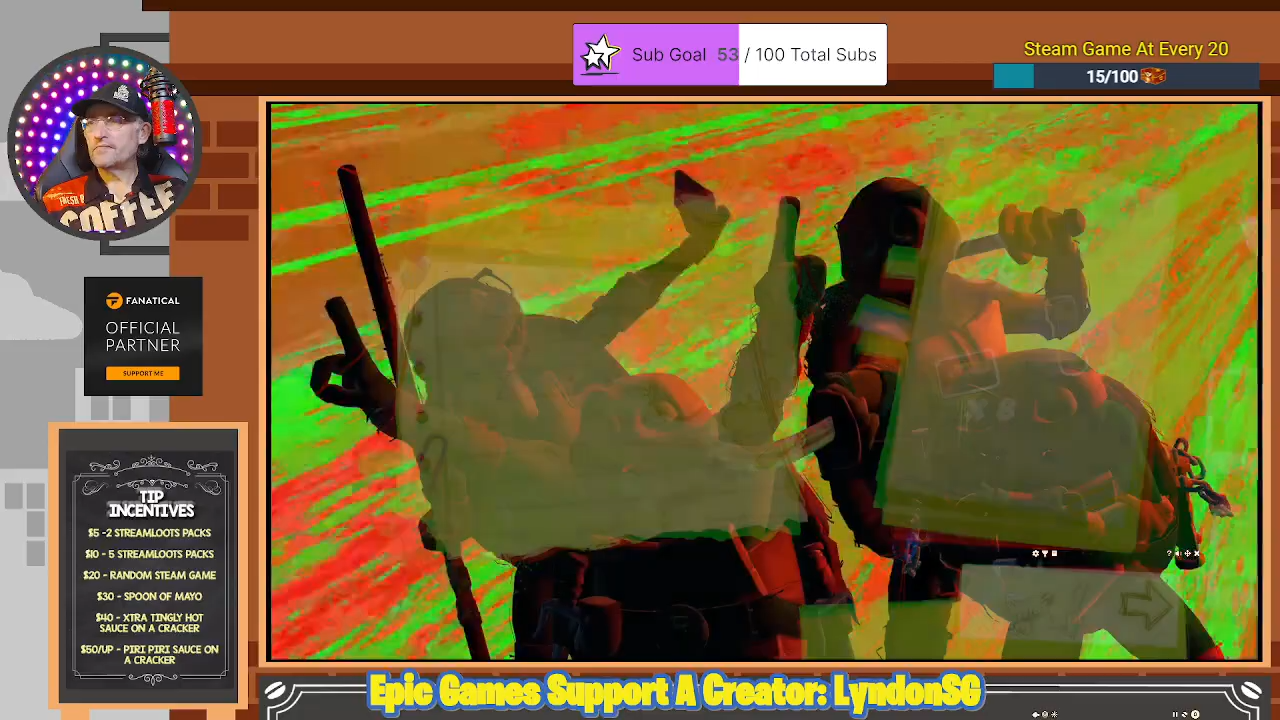 Sub Goal 53 / 100 Total Subs
Steam Game At Every 20
15/100
COFFEE
FANATICAL
OFFICIAL
PARTNER
SUPPORT ME
TIP
INCENTIVES
$5 -2 STREAMLOOTS PACKS
$10 - 5 STREAMLOOTS PACKS
$20 - RANDOM STEAM GAME
$30 - SPOON OF MAYO
$40 - XTRA TINGLY HOT
SAUCE ON A CRACKER
$50/UP - PIRI PIRI SAUCE ON
A CRACKER
Epic Games Support A Creator: LyndonSG